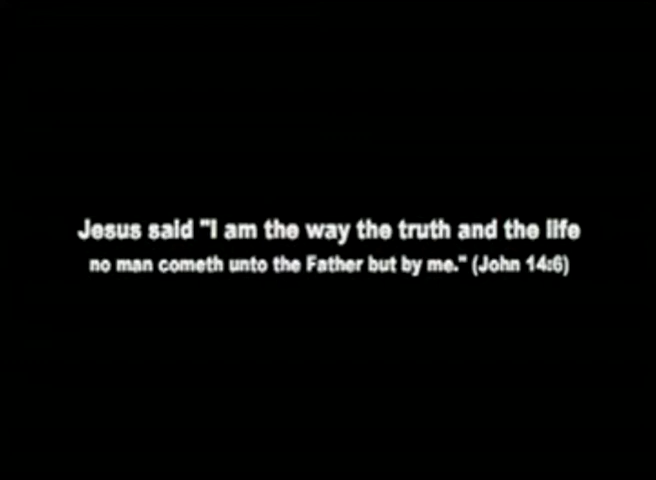 Jesus said "I am the way the truth and the life
no man cometh unto the Father but by me." (John 14:6)